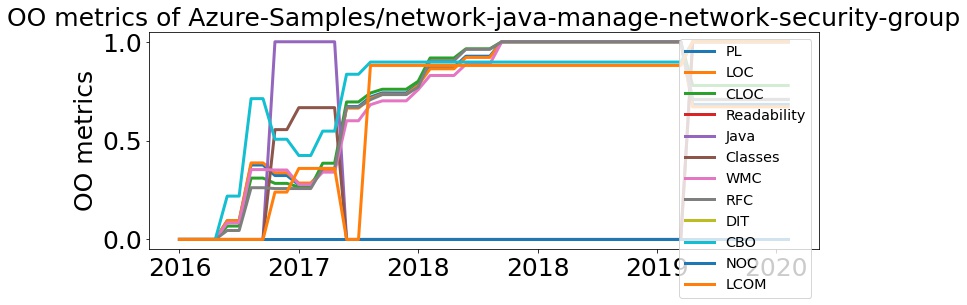 OO metrics of Azure-Samples/network-java-manage-network-security-group
OO metrics
1.0
0.5
0.0
2016
2017
2018
2018
2019
2020
PL
LOC
CLOC
Readability
Java
Classes
WMC
RFC
DIT
CBO
NOC
LCOM